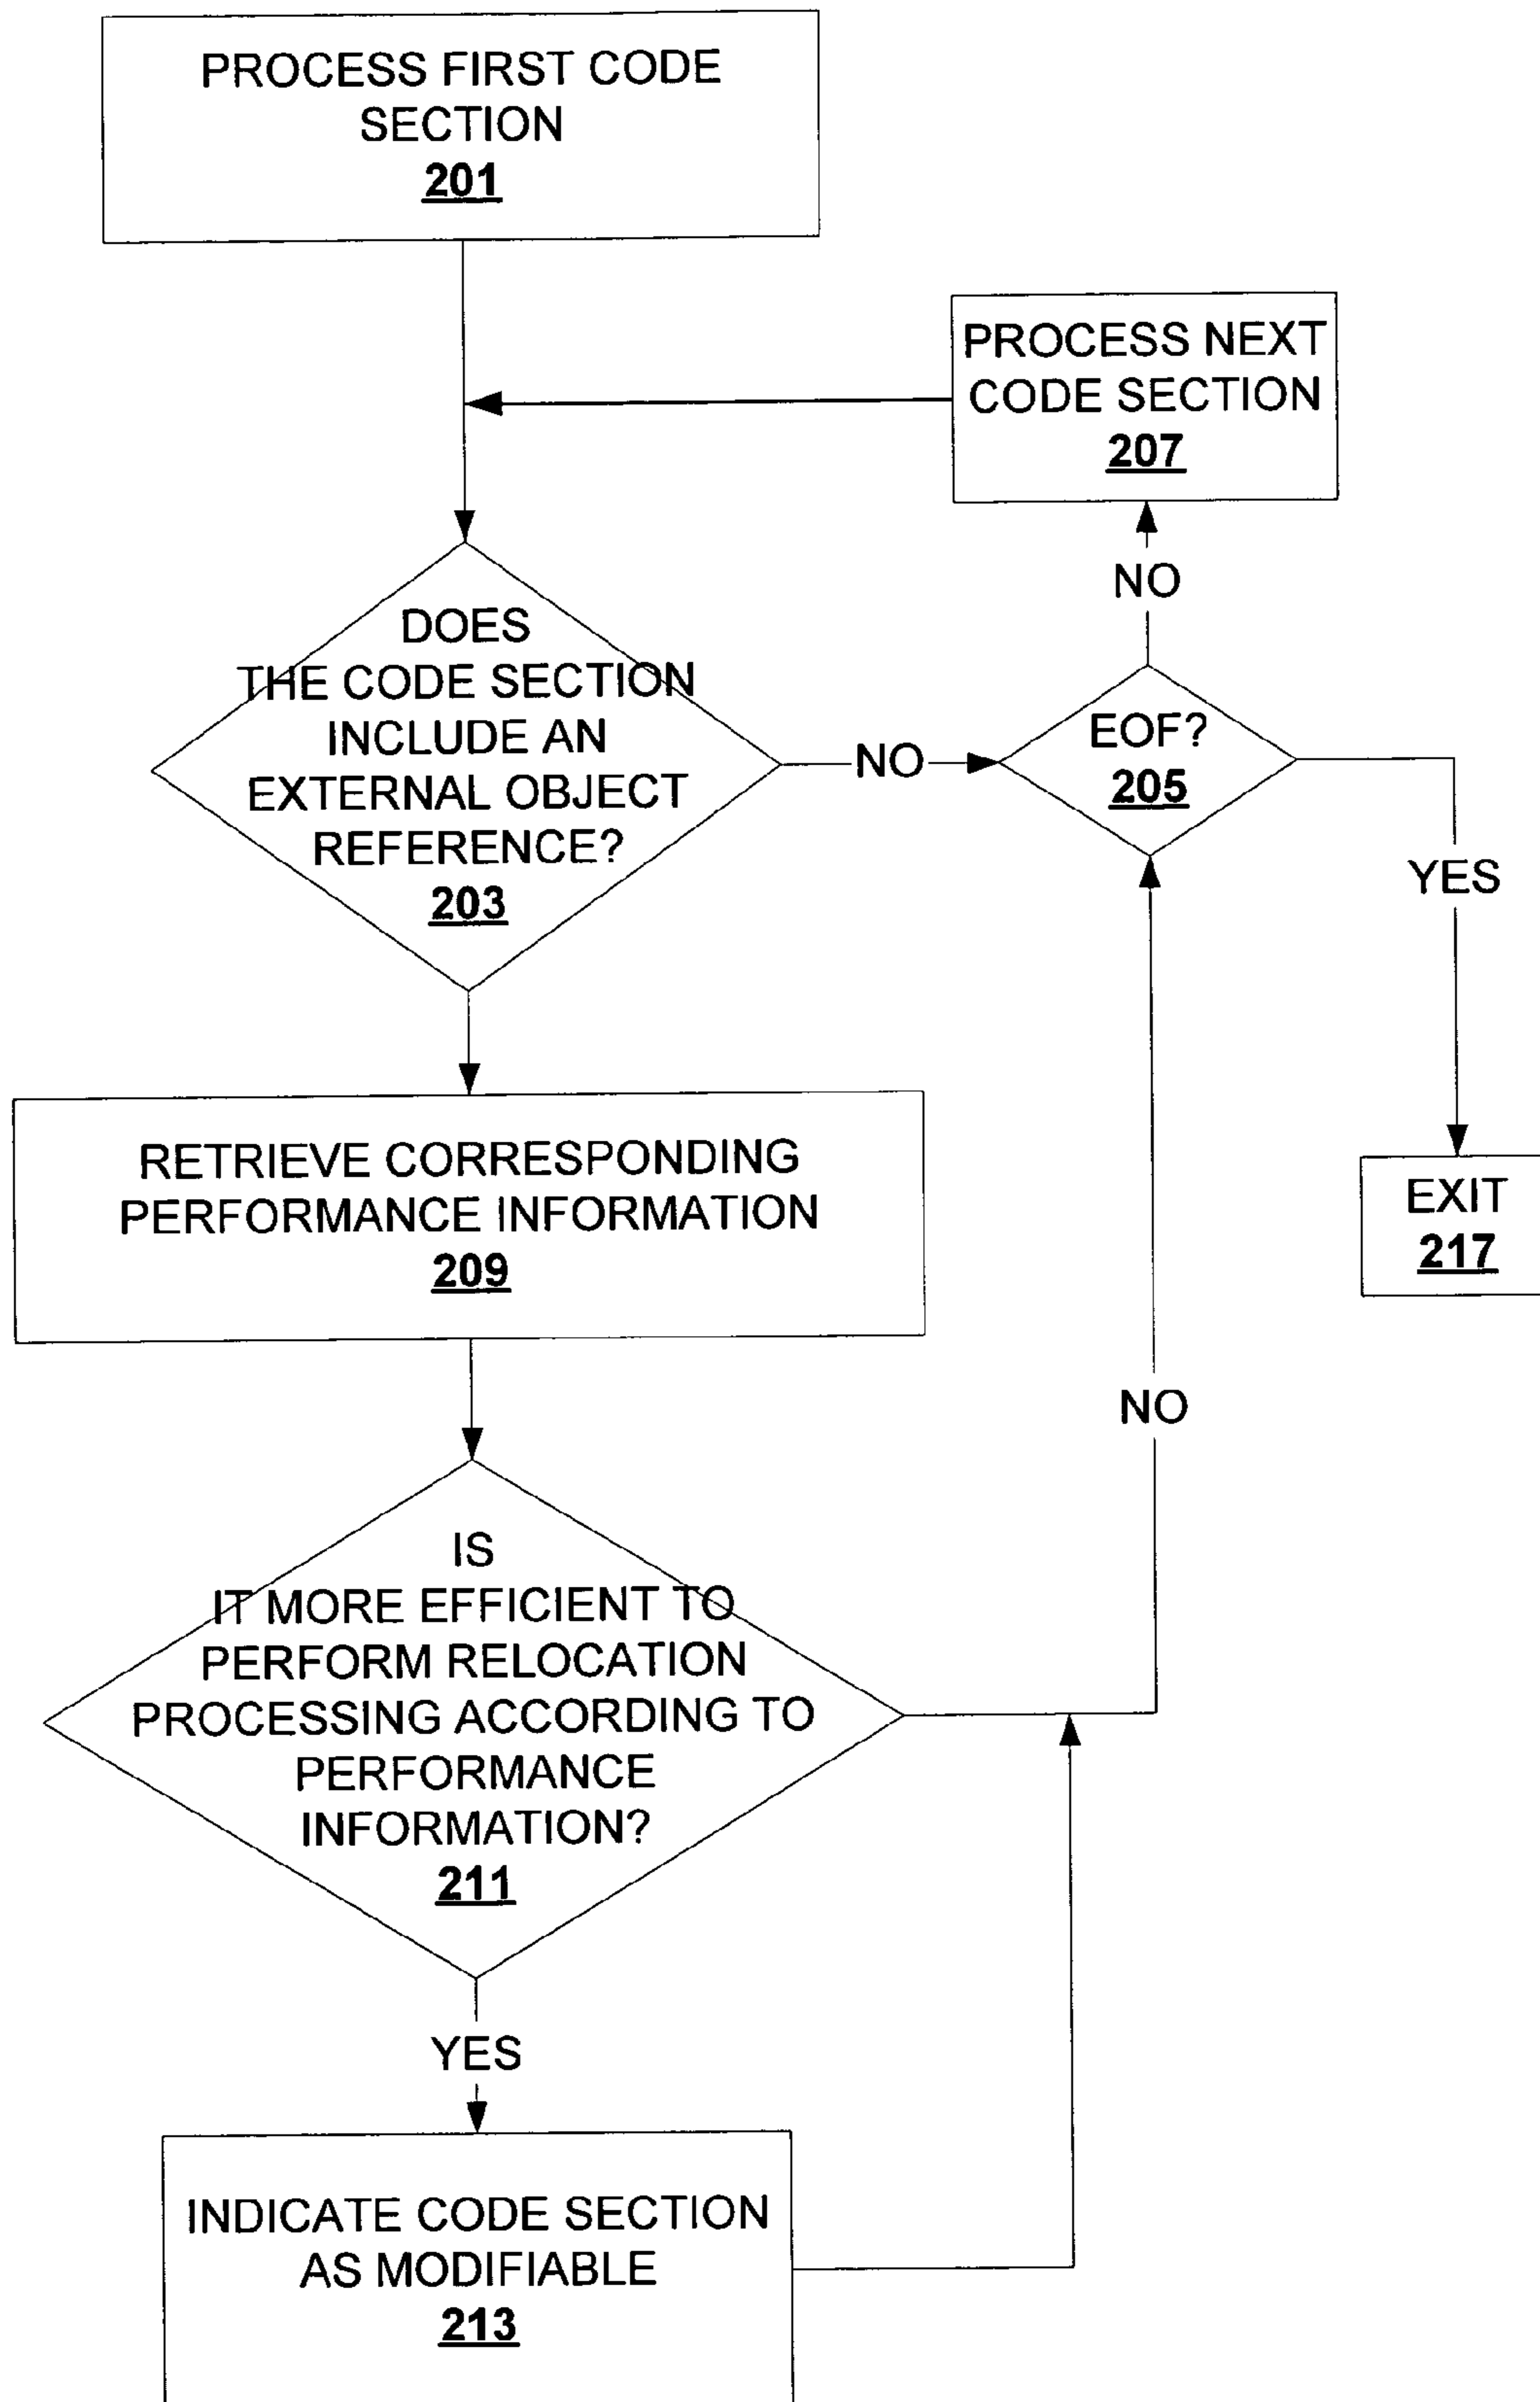 PROCESS FIRST CODE
SECTION
201
PROCESS NEXT
CODE SECTION
207
NO
DOES
THE CODE SECTION
INCLUDE AN
EXTERNAL OBJECT
REFERENCE?
203
NO
EOF?
205
YES
RETRIEVE CORRESPONDING
PERFORMANCE INFORMATION
209
EXIT
217
NO
IS
IT MORE EFFICIENT TO
PERFORM RELOCATION
PROCESSING ACCORDING TO
PERFORMANCE
INFORMATION?
211
YES
INDICATE CODE SECTION
AS MODIFIABLE
213